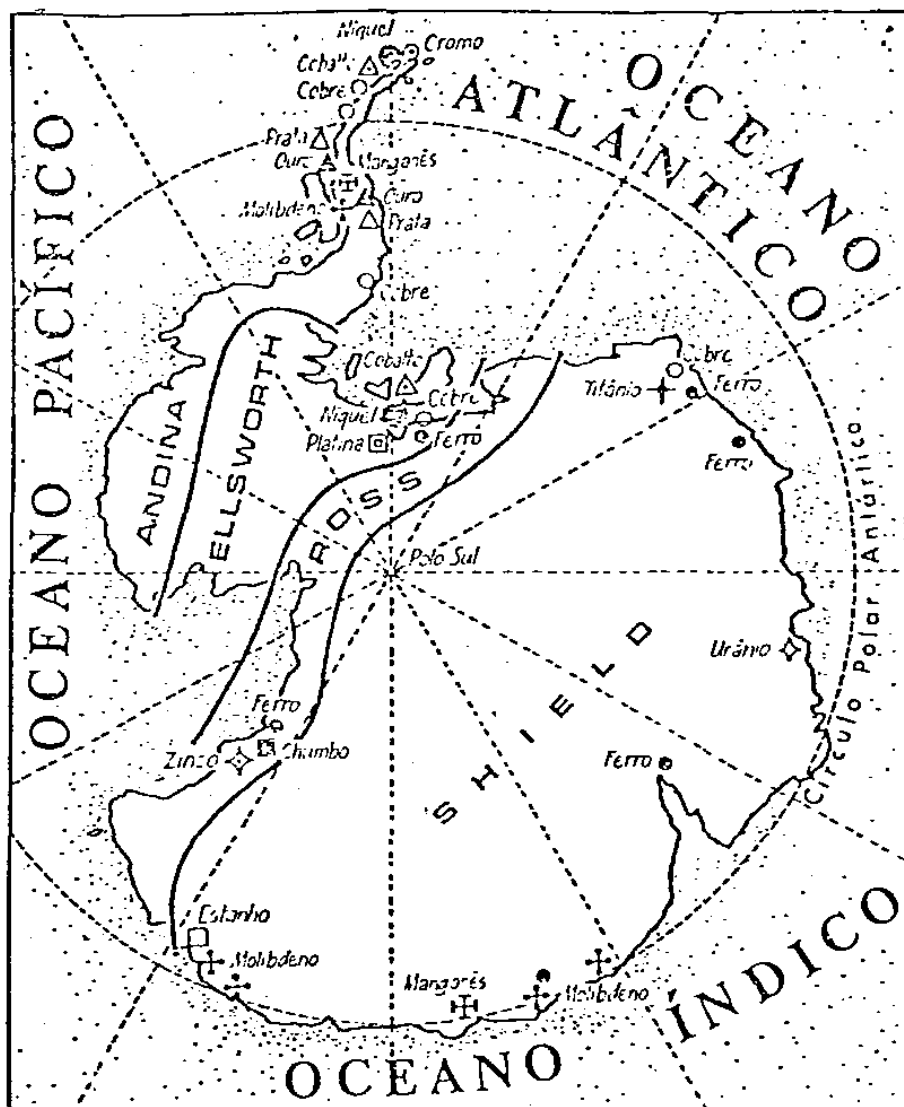 Níquel
Cromo
Cobalto
Cobre
OCEANO
ATLÂNTICO
Prata
Ouro
Manganês
Molibdeno
Ouro
Prata
OCEANO PACÍFICO
Cobre
ANDINA
ELLSWORTH
Cobalto
Cobre
Níquel
Platina
Ferro
ROSS
Cobre
Titânio
Ferro
Ferro
Círculo Polar Antártico
Polo Sul
SHIELD
Urânio
Ferro
Zinco
Chumbo
Ferro
Estanho
Molibdeno
Manganês
Molibdeno
OCEANO
ÍNDICO